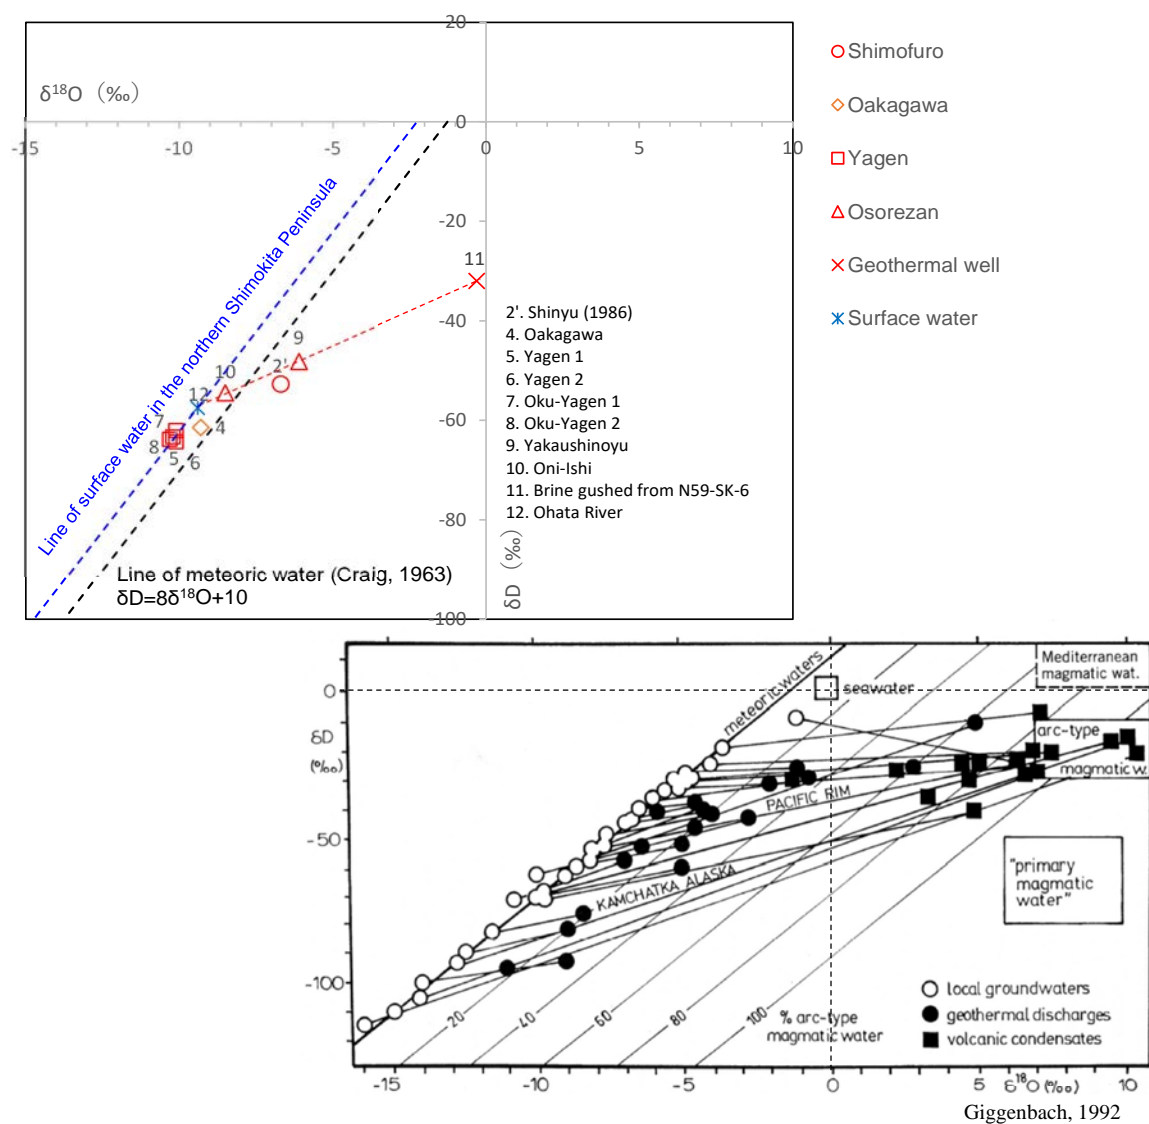 20
δ¹⁸O （‰）
-15
-10
-5
0
0
5
10
-20
-40
-60
-80
-100
δD （‰）
Line of surface water in the northern Shimokita Peninsula
11
9
2'
10
12
7
4
8
5
6
Line of meteoric water (Craig, 1963)
δD=8δ¹⁸O+10
2'. Shinyu (1986)
4. Oakagawa
5. Yagen 1
6. Yagen 2
7. Oku-Yagen 1
8. Oku-Yagen 2
9. Yakaushinoyu
10. Oni-Ishi
11. Brine gushed from N59-SK-6
12. Ohata River
Shimofuro
Oakagawa
Yagen
Osorezan
Geothermal well
Surface water
0
δD
(‰)
-50
-100
meteoric waters
seawater
Mediterranean
magmatic wat.
arc-type
magmatic w.
PACIFIC RIM
KAMCHATKA ALASKA
"primary
magmatic
water"
local groundwaters
geothermal discharges
volcanic condensates
20
40
60
80
100
% arc-type
magmatic water
-15
-10
-5
0
5
δ¹⁸O (‰)
10
Giggenbach, 1992